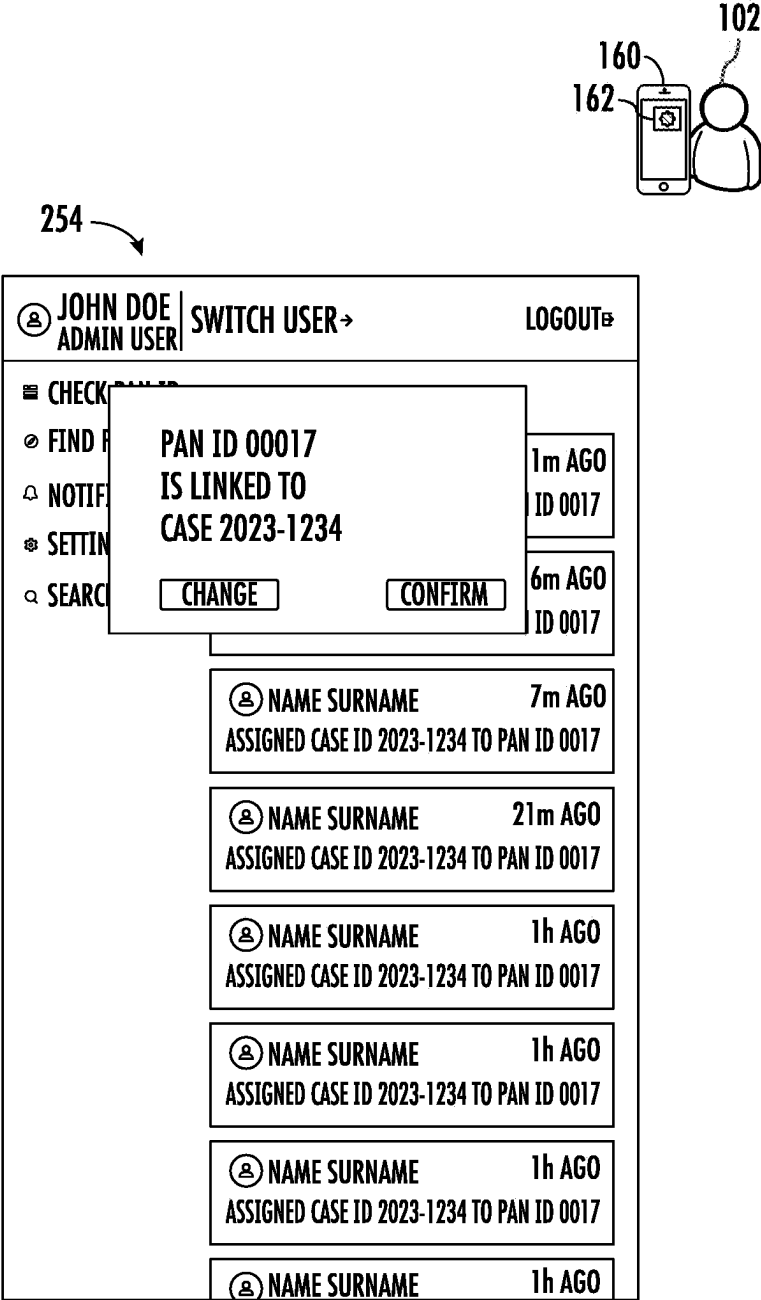 102
160
162
254
JOHN DOE
ADMIN USER
SWITCH USER→
LOGOUT
CHECK PAN ID
FIND
NOTIFI
SETTIN
SEARCH
PAN ID 00017
IS LINKED TO
CASE 2023-1234
CHANGE
CONFIRM
1m AGO
ID 0017
6m AGO
ID 0017
NAME SURNAME 7m AGO
ASSIGNED CASE ID 2023-1234 TO PAN ID 0017
NAME SURNAME 21m AGO
ASSIGNED CASE ID 2023-1234 TO PAN ID 0017
NAME SURNAME 1h AGO
ASSIGNED CASE ID 2023-1234 TO PAN ID 0017
NAME SURNAME 1h AGO
ASSIGNED CASE ID 2023-1234 TO PAN ID 0017
NAME SURNAME 1h AGO
ASSIGNED CASE ID 2023-1234 TO PAN ID 0017
NAME SURNAME 1h AGO